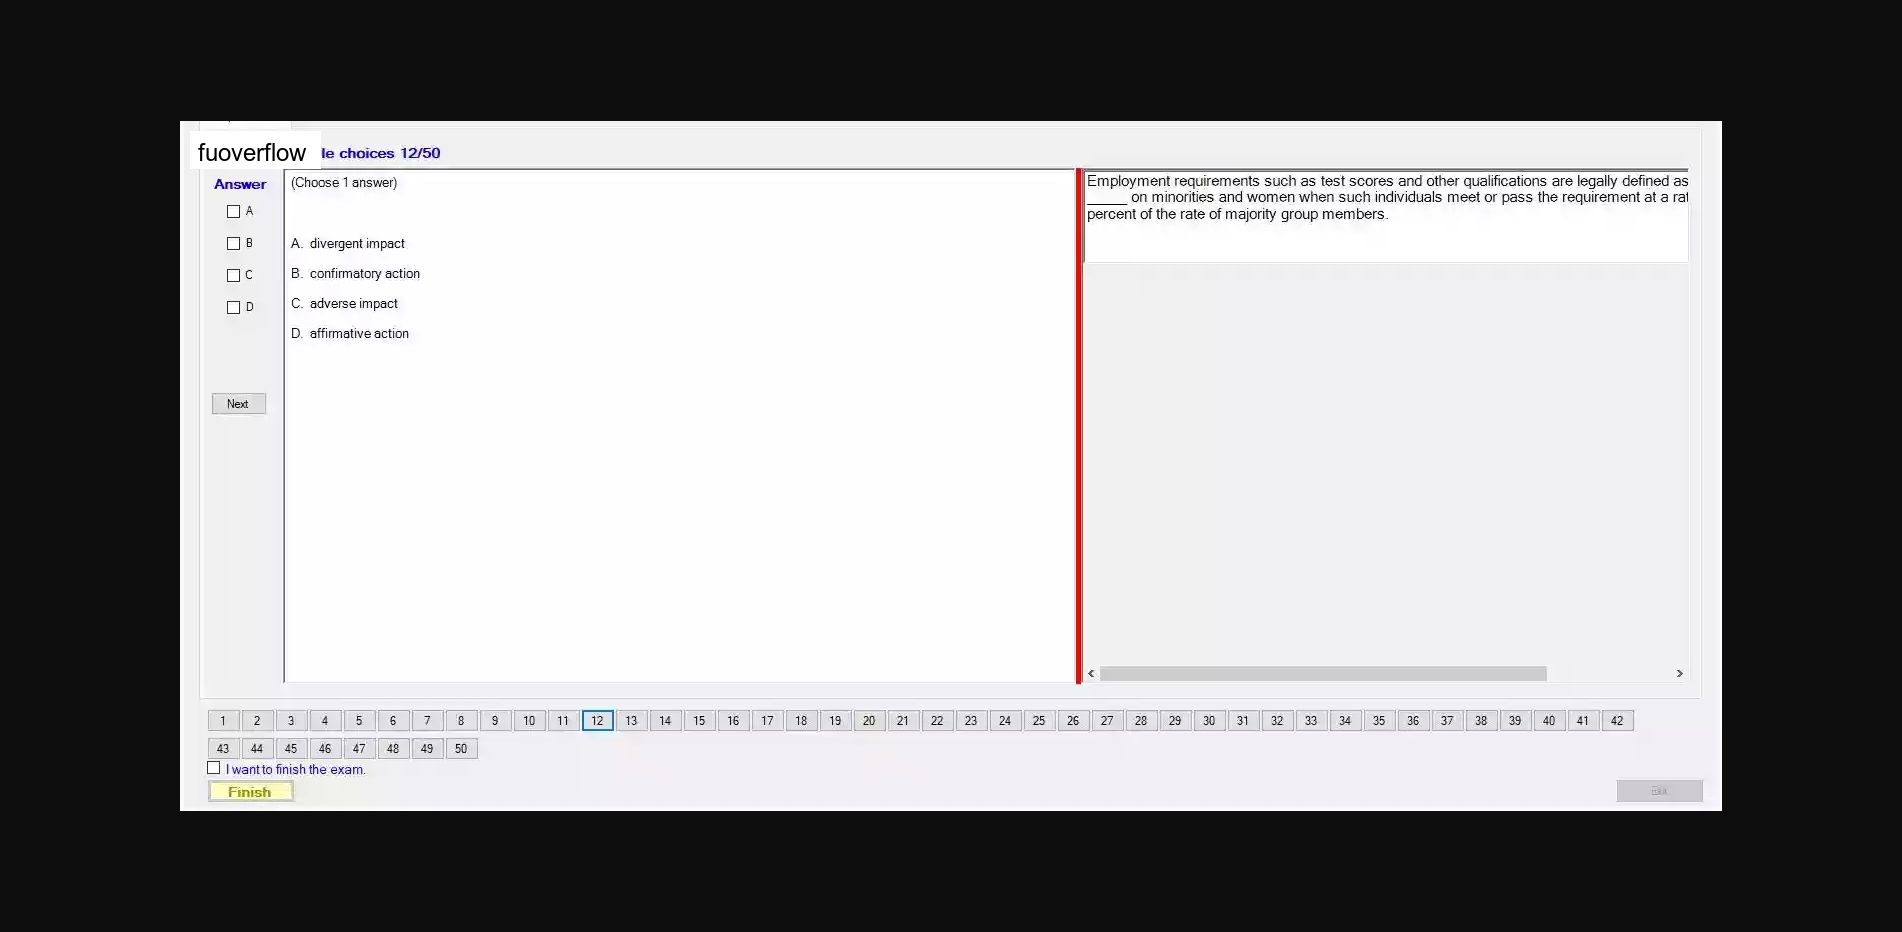 fuoverflow
le choices 12/50
Answer
(Choose 1 answer)
A
B
C
D
A. divergent impact
B. confirmatory action
C. adverse impact
D. affirmative action
Next
Employment requirements such as test scores and other qualifications are legally defined as
_____ on minorities and women when such individuals meet or pass the requirement at a
percent of the rate of majority group members.
1 2 3 4 5 6 7 8 9 10 11 12 13 14 15 16 17 18 19 20 21 22 23 24 25 26 27 28 29 30 31 32 33 34 35 36 37 38 39 40 41 42
43 44 45 46 47 48 49 50
I want to finish the exam.
Finish
Exit